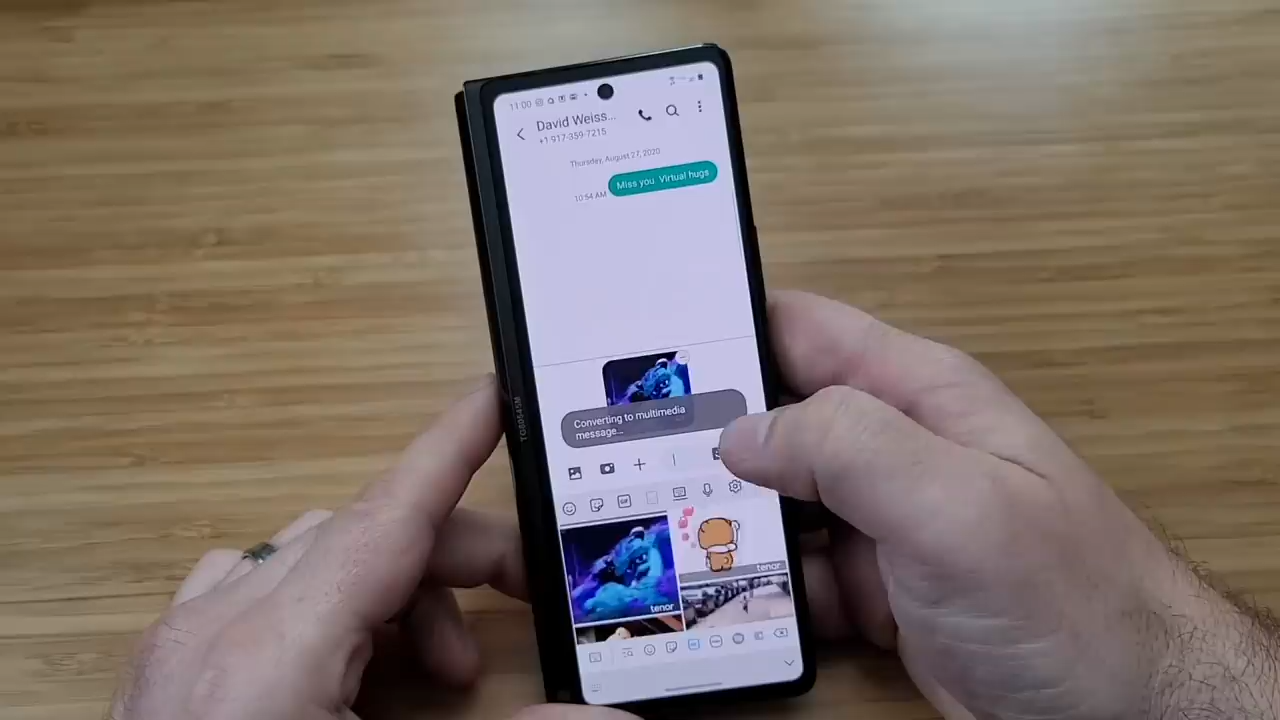 11:00
David Weiss...
+1 917-359-7215
Thursday, August 27, 2020
Miss you Virtual hugs
10:54 AM
Converting to multimedia
message...
GIF
tenor
tenor